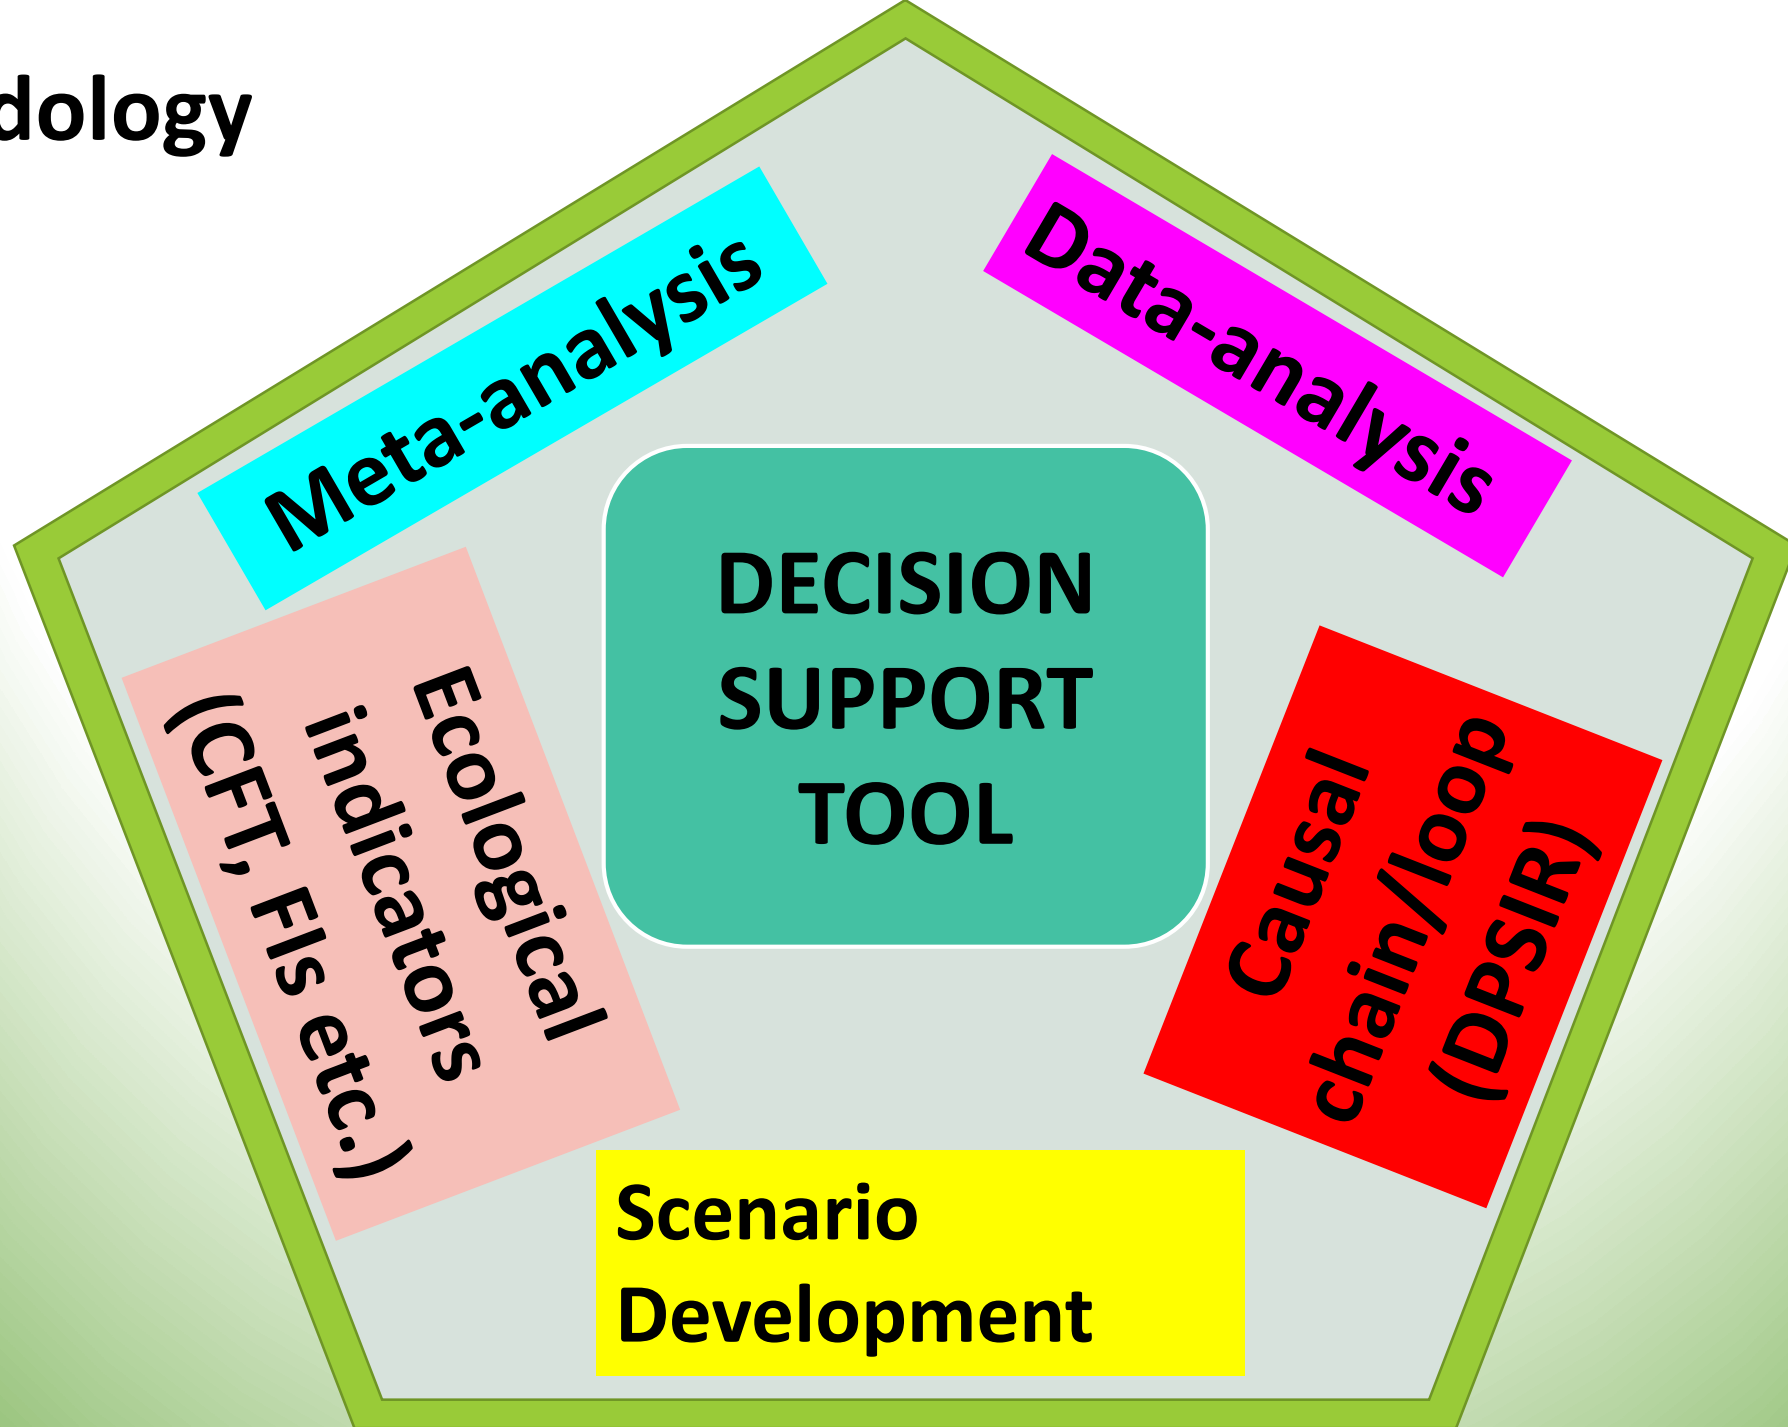 dology
Meta-analysis
Data-analysis
DECISION
SUPPORT
TOOL
Ecological
indicators
(CFT, FIs etc.)
Causal
chain/loop
(DPSIR)
Scenario
Development